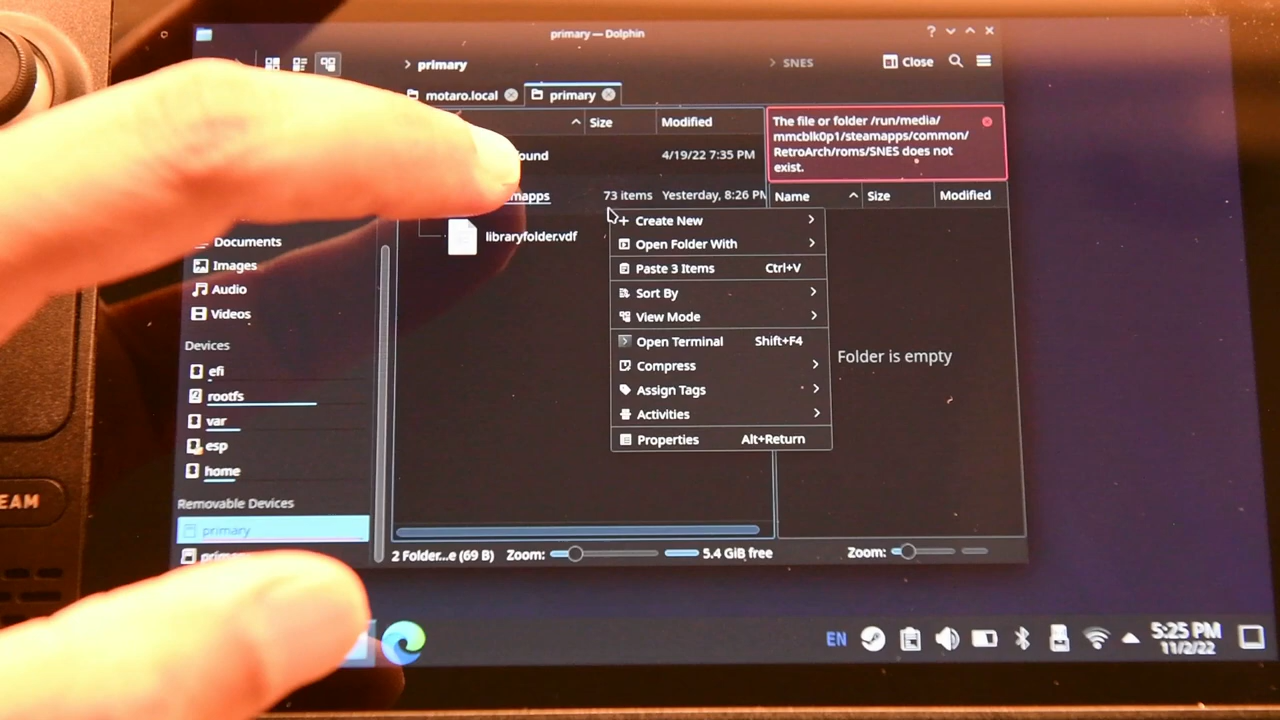 primary — Dolphin
primary
SNES
Close
motaro.local
primary
Size
Modified
The file or folder /run/media/
mmcblk0p1/steamapps/common/
RetroArch/roms/SNES does not
exist.
4/19/22 7:35 PM
73 items
Yesterday, 8:26 PM
Name
Size
Modified
libraryfolder.vdf
Create New
Open Folder With
Paste 3 Items Ctrl+V
Sort By
View Mode
Open Terminal Shift+F4
Compress
Assign Tags
Activities
Properties Alt+Return
Folder is empty
Documents
Images
Audio
Videos
Devices
efi
rootfs
var
esp
home
Removable Devices
primary
2 Folder...e (69 B)
Zoom:
5.4 GiB free
Zoom:
EN
5:25 PM
11/2/22